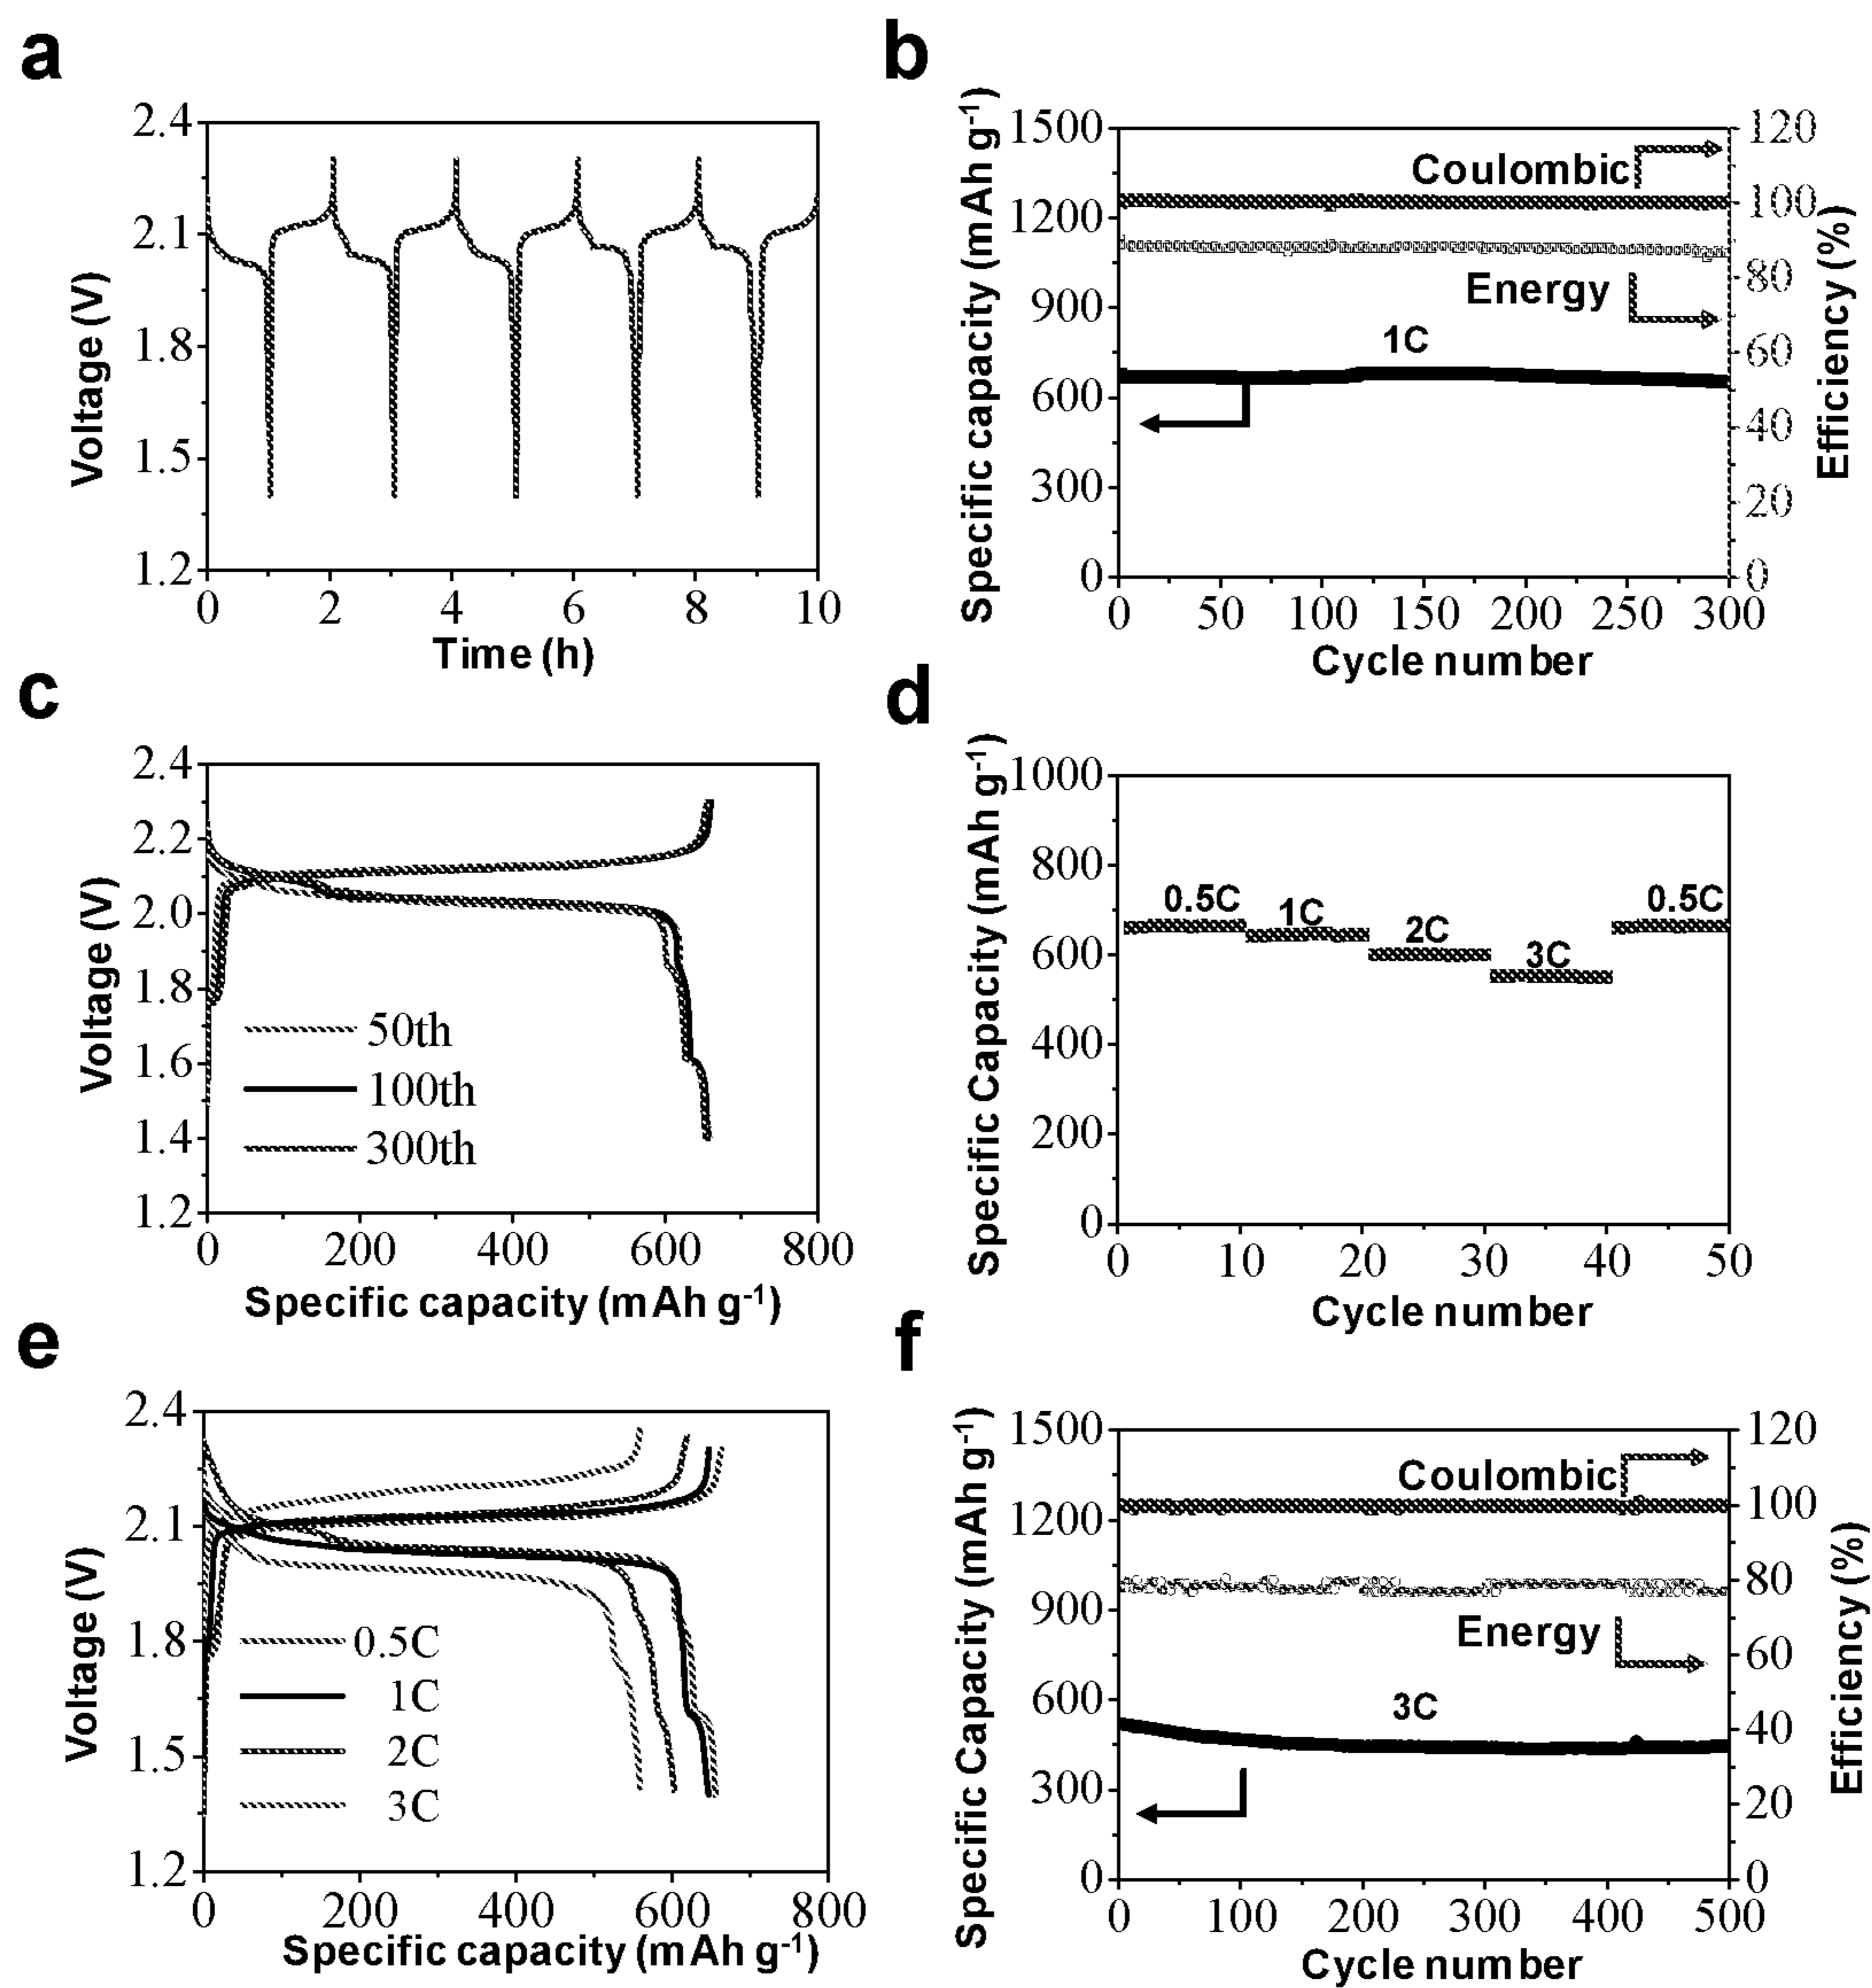 a
2.4
2.1
1.8
1.5
1.2
Voltage (V)
0 2 4 6 8 10
Time (h)
b
1500
1200
900
600
300
0
Specific capacity (mAh g-1)
Coulombic
Energy
1C
120
100
80
60
40
20
0
Efficiency (%)
0 50 100 150 200 250 300
Cycle number
c
2.4
2.2
2.0
1.8
1.6
1.4
1.2
Voltage (V)
50th
100th
300th
0 200 400 600 800
Specific capacity (mAh g-1)
d
1000
800
600
400
200
0
Specific Capacity (mAh g-1)
0.5C 1C 2C 3C 0.5C
0 10 20 30 40 50
Cycle number
e
2.4
2.1
1.8
1.5
1.2
Voltage (V)
0.5C
1C
2C
3C
0 200 400 600 800
Specific capacity (mAh g-1)
f
1500
1200
900
600
300
0
Specific Capacity (mAh g-1)
Coulombic
Energy
3C
120
100
80
60
40
20
0
Efficiency (%)
0 100 200 300 400 500
Cycle number